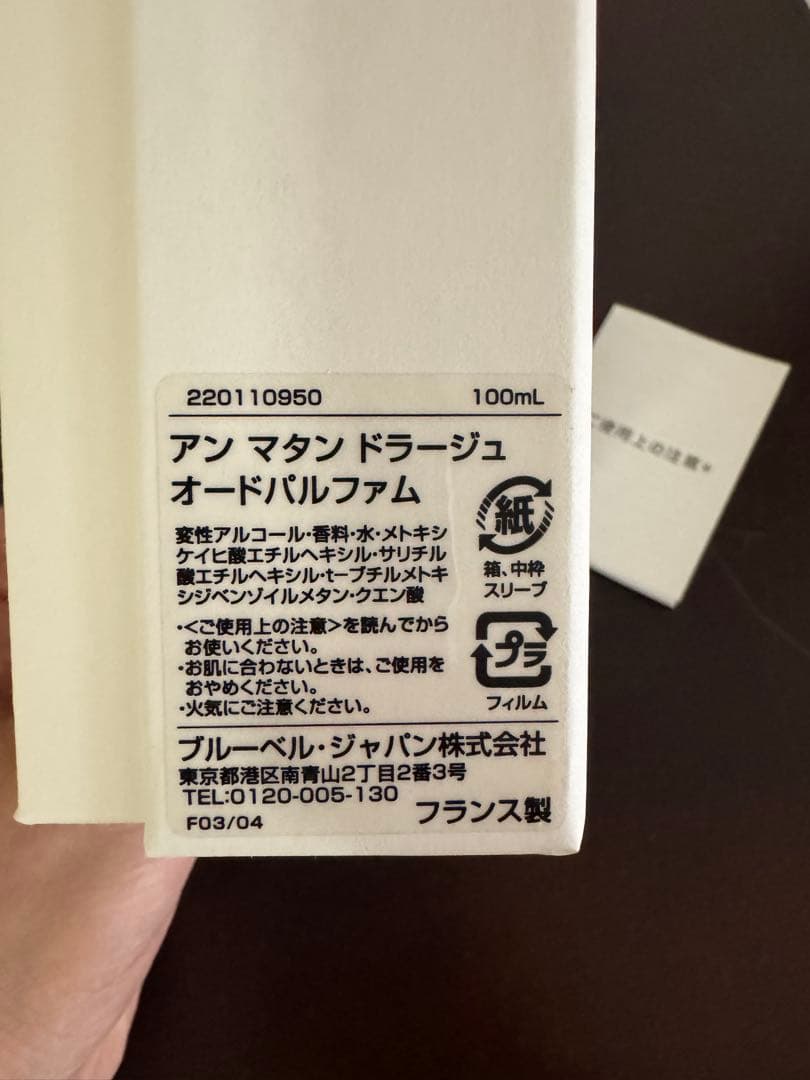 220110950 100mL
アン マタン ドラージュ
オードパルファム
変性アルコール・香料・水・メトキシ
ケイヒ酸エチルヘキシル・サリチル
酸エチルヘキシル・t-ブチルメトキ
シジベンゾイルメタン・クエン酸
紙
箱、中枠
スリーブ
・<ご使用上の注意>を読んでから
お使いください。
・お肌に合わないときは、ご使用を
おやめください。
・火気にご注意ください。
プラ
フィルム
ブルーベル・ジャパン株式会社
東京都港区南青山2丁目2番3号
TEL:0120-005-130
F03/04 フランス製
ご使用上の注意*